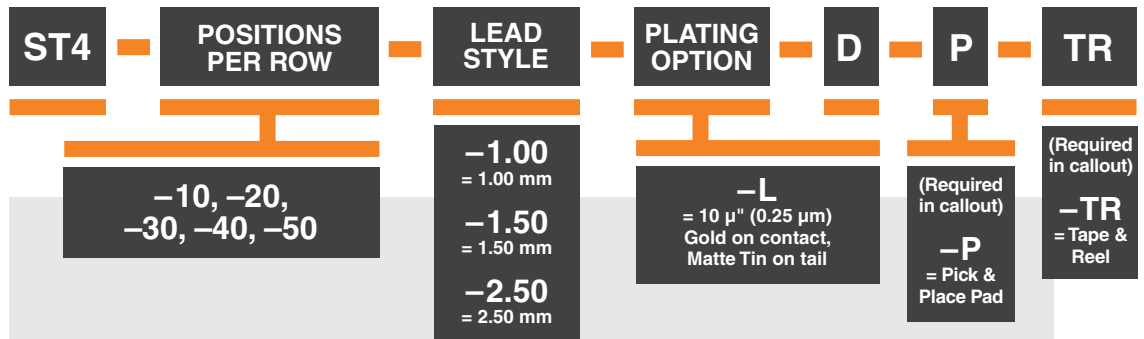 ST4
POSITIONS
PER ROW
LEAD
STYLE
PLATING
OPTION
D
P
TR
–10, –20,
–30, –40, –50
–1.00
= 1.00 mm
–1.50
= 1.50 mm
–2.50
= 2.50 mm
–L
= 10 µ" (0.25 µm)
Gold on contact,
Matte Tin on tail
(Required
in callout)
–P
= Pick &
Place Pad
(Required
in callout)
–TR
= Tape &
Reel